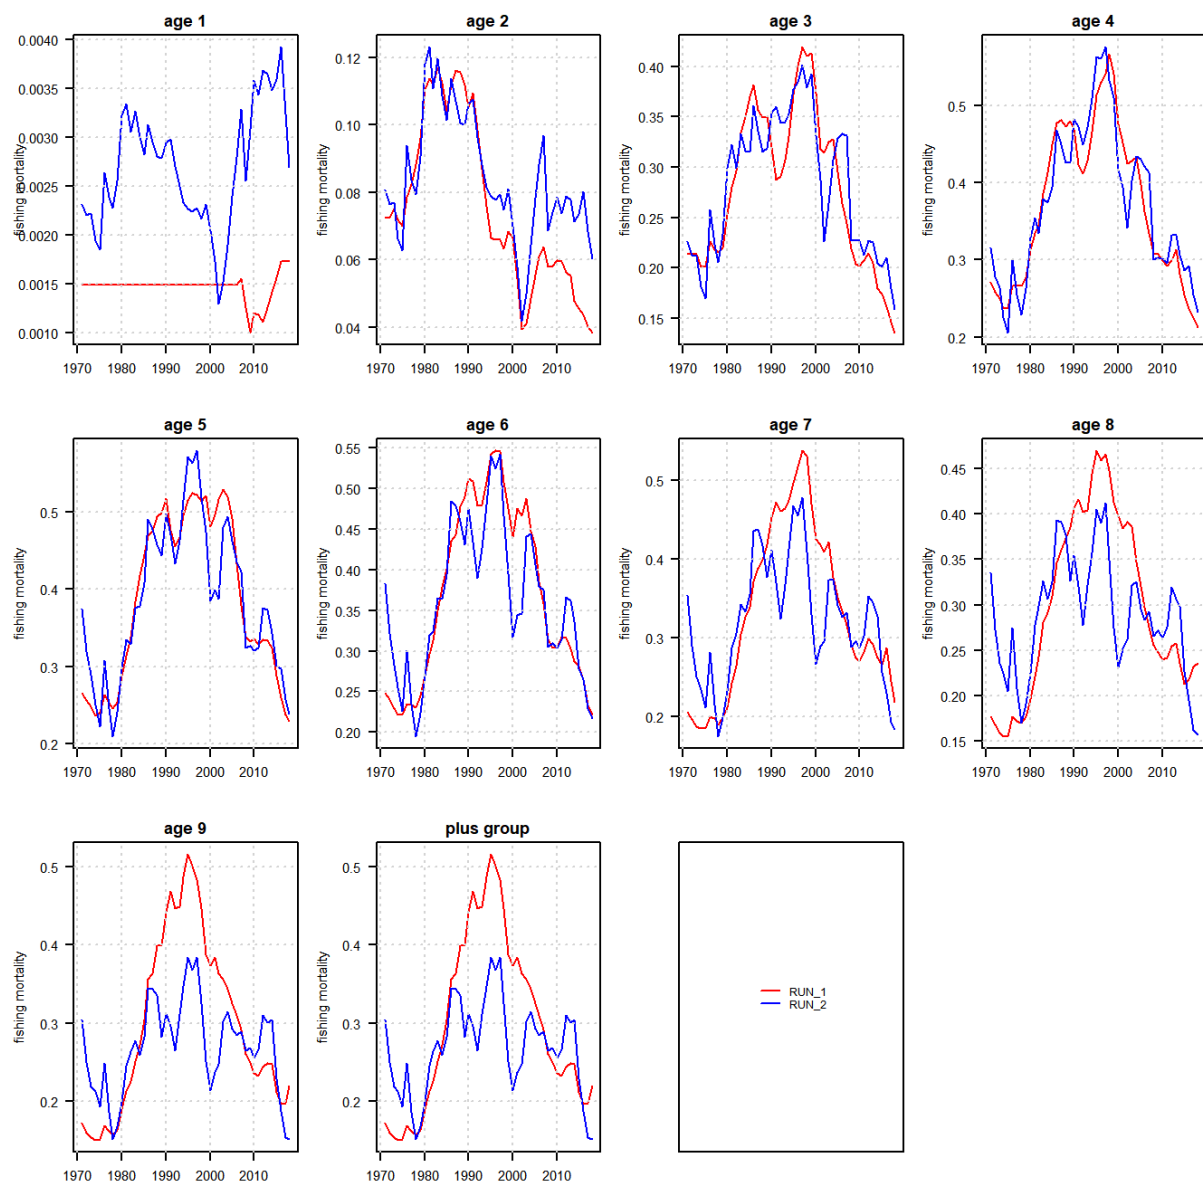 age 1
age 2
age 3
age 4
0.0040
0.0035
0.0030
0.0025
0.0020
0.0015
0.0010
fishing mortality
1970 1980 1990 2000 2010
0.12
0.10
0.08
0.06
0.04
fishing mortality
1970 1980 1990 2000 2010
0.40
0.35
0.30
0.25
0.20
0.15
fishing mortality
1970 1980 1990 2000 2010
0.5
0.4
0.3
0.2
fishing mortality
1970 1980 1990 2000 2010
age 5
age 6
age 7
age 8
0.5
0.4
0.3
0.2
fishing mortality
1970 1980 1990 2000 2010
0.55
0.50
0.45
0.40
0.35
0.30
0.25
0.20
fishing mortality
1970 1980 1990 2000 2010
0.5
0.4
0.3
0.2
fishing mortality
1970 1980 1990 2000 2010
0.45
0.40
0.35
0.30
0.25
0.20
0.15
fishing mortality
1970 1980 1990 2000 2010
age 9
plus group
0.5
0.4
0.3
0.2
fishing mortality
1970 1980 1990 2000 2010
0.5
0.4
0.3
0.2
fishing mortality
1970 1980 1990 2000 2010
RUN_1
RUN_2